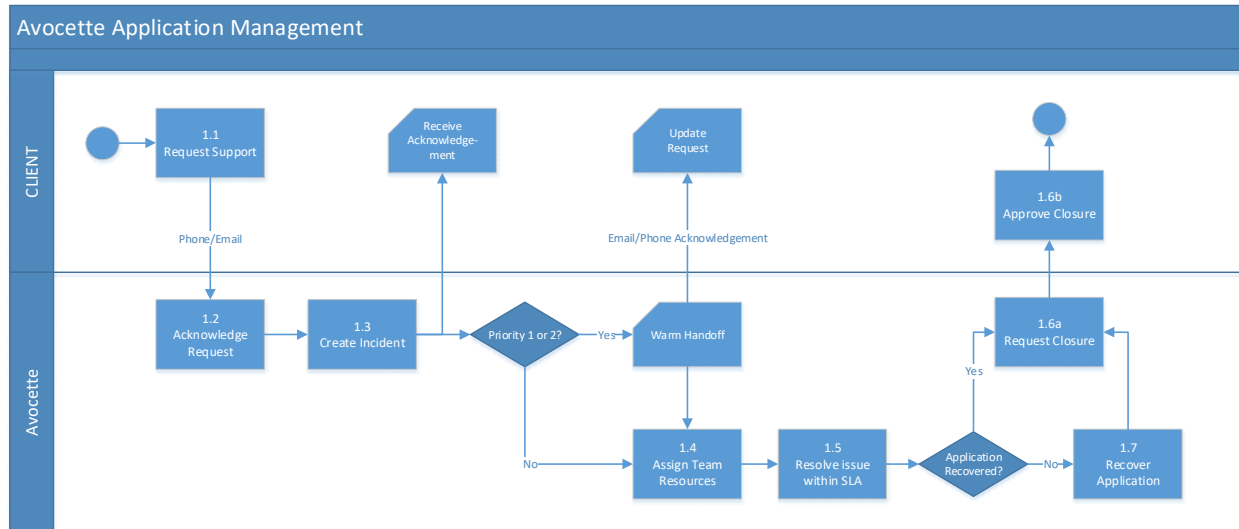 Avocette Application Management
CLIENT
1.1
Request Support
Receive
Acknowledge-
ment
Update
Request
1.6b
Approve Closure
Phone/Email
Email/Phone Acknowledgement
Avocette
1.2
Acknowledge
Request
1.3
Create Incident
Priority 1 or 2?
Yes
Warm Handoff
1.6a
Request Closure
Yes
No
1.4
Assign Team
Resources
1.5
Resolve issue
within SLA
Application
Recovered?
No
1.7
Recover
Application